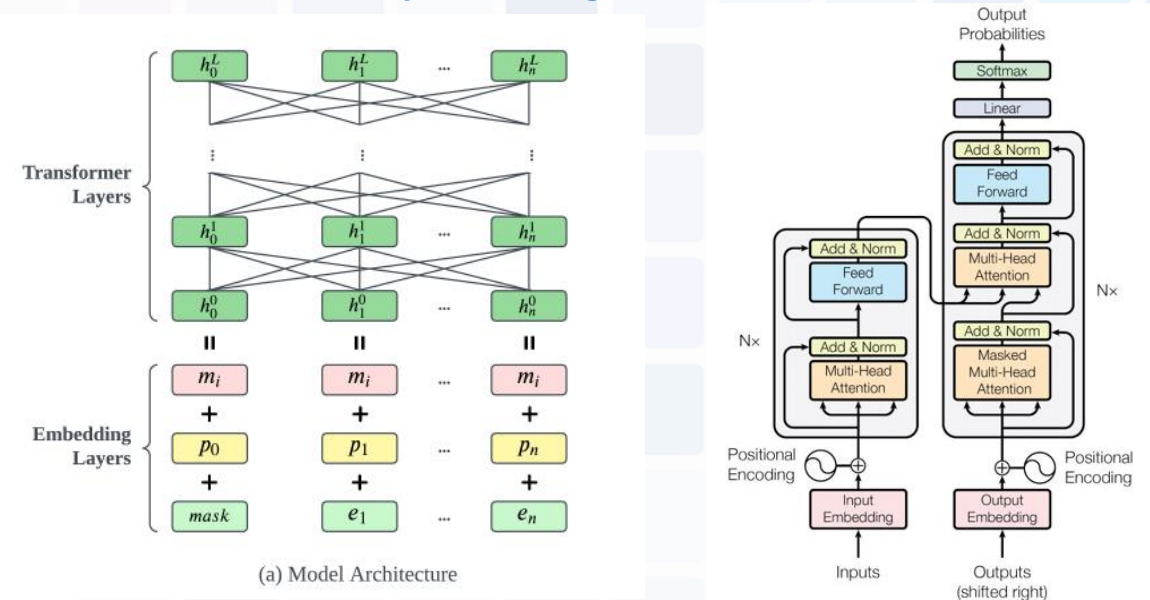 h_0^L h_1^L ... h_n^L
Transformer
Layers
h_0^1 h_1^1 ... h_n^1
h_0^0 h_1^0 ... h_n^0
m_i m_i ... m_i
+ + +
Embedding
Layers
p_0 p_1 ... p_n
+ + +
mask e_1 ... e_n
(a) Model Architecture
Output
Probabilities
Softmax
Linear
Add & Norm
Feed
Forward
Add & Norm
Multi-Head
Attention
N×
Add & Norm
Masked
Multi-Head
Attention
Add & Norm
Feed
Forward
N×
Add & Norm
Multi-Head
Attention
Positional
Encoding
Positional
Encoding
Input
Embedding
Output
Embedding
Inputs
Outputs
(shifted right)